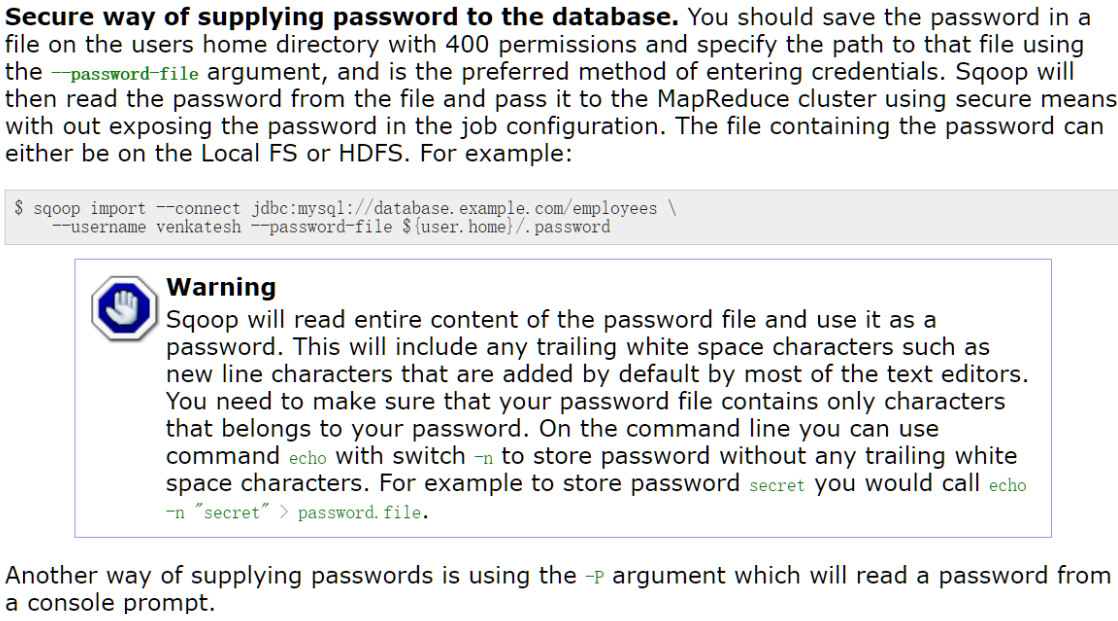 Secure way of supplying password to the database. You should save the password in a
file on the users home directory with 400 permissions and specify the path to that file using
the --password-file argument, and is the preferred method of entering credentials. Sqoop will
then read the password from the file and pass it to the MapReduce cluster using secure means
with out exposing the password in the job configuration. The file containing the password can
either be on the Local FS or HDFS. For example:
$ sqoop import --connect jdbc:mysql://database.example.com/employees \
--username venkatesh --password-file ${user.home}/.password
Warning
Sqoop will read entire content of the password file and use it as a
password. This will include any trailing white space characters such as
new line characters that are added by default by most of the text editors.
You need to make sure that your password file contains only characters
that belongs to your password. On the command line you can use
command echo with switch -n to store password without any trailing white
space characters. For example to store password secret you would call echo
-n "secret" > password.file.
Another way of supplying passwords is using the -P argument which will read a password from
a console prompt.